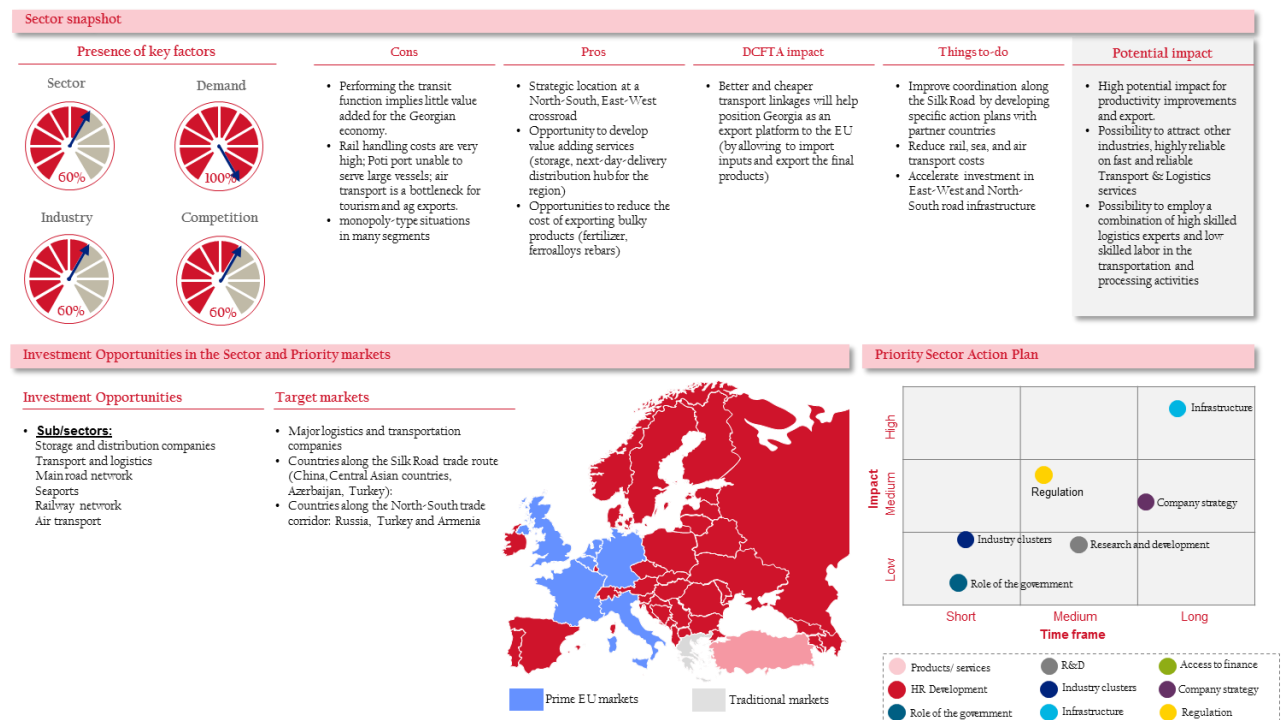 Sector snapshot
Presence of key factors
Sector
Demand
60%
100%
Industry
Competition
60%
60%
Cons
• Performing the transit
function implies little value
added for the Georgian
economy.
• Rail handling costs are very
high; Poti port unable to
serve large vessels; air
transport is a bottleneck for
tourism and ag exports.
• monopoly-type situations
in many segments
Pros
• Strategic location at a
North-South, East-West
crossroad
• Opportunity to develop
value adding services
(storage, next-day-delivery
distribution hub for the
region)
• Opportunities to reduce the
cost of exporting bulky
products (fertilizer,
ferroalloys rebars)
DCFTA impact
• Better and cheaper
transport linkages will help
position Georgia as an
export platform to the EU
(by allowing to import
inputs and export the final
products)
Things to-do
• Improve coordination along
the Silk Road by developing
specific action plans with
partner countries
• Reduce rail, sea, and air
transport costs
• Accelerate investment in
East-West and North-
South road infrastructure
Potential impact
• High potential impact for
productivity improvements
and export.
• Possibility to attract other
industries, highly reliable
on fast and reliable
Transport & Logistics
services
• Possibility to employ a
combination of high skilled
logistics experts and low
skilled labor in the
transportation and
processing activities
Investment Opportunities in the Sector and Priority markets
Investment Opportunities
• Sub/sectors:
Storage and distribution companies
Transport and logistics
Main road network
Seaports
Railway network
Air transport
Target markets
• Major logistics and transportation
companies
• Countries along the Silk Road trade route
(China, Central Asian countries,
Azerbaijan, Turkey):
• Countries along the North-South trade
corridor: Russia, Turkey and Armenia
Prime EU markets
Traditional markets
Priority Sector Action Plan
Impact
High
Medium
Low
Infrastructure
Regulation
Company strategy
Industry clusters
Research and development
Role of the government
Short
Medium
Long
Time frame
Products/ services
R&D
Access to finance
HR Development
Industry clusters
Company strategy
Role of the government
Infrastructure
Regulation